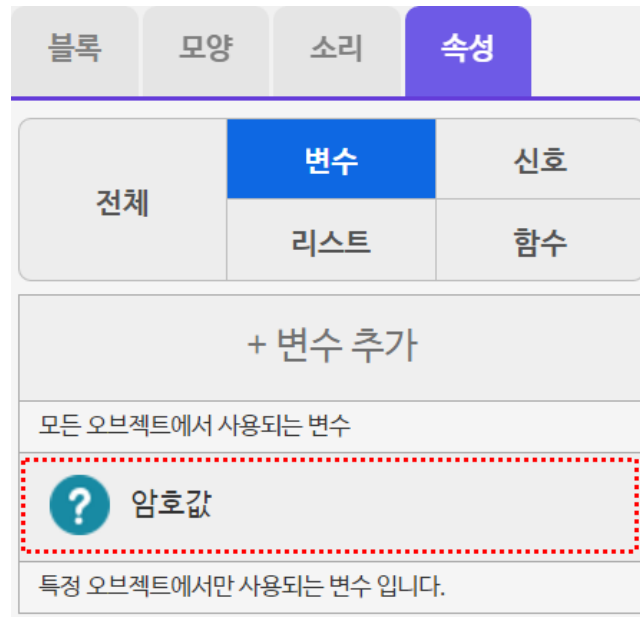 블록 모양 소리 속성
전체 변수 신호
리스트 함수
+ 변수 추가
모든 오브젝트에서 사용되는 변수
? 암호값
특정 오브젝트에서만 사용되는 변수 입니다.